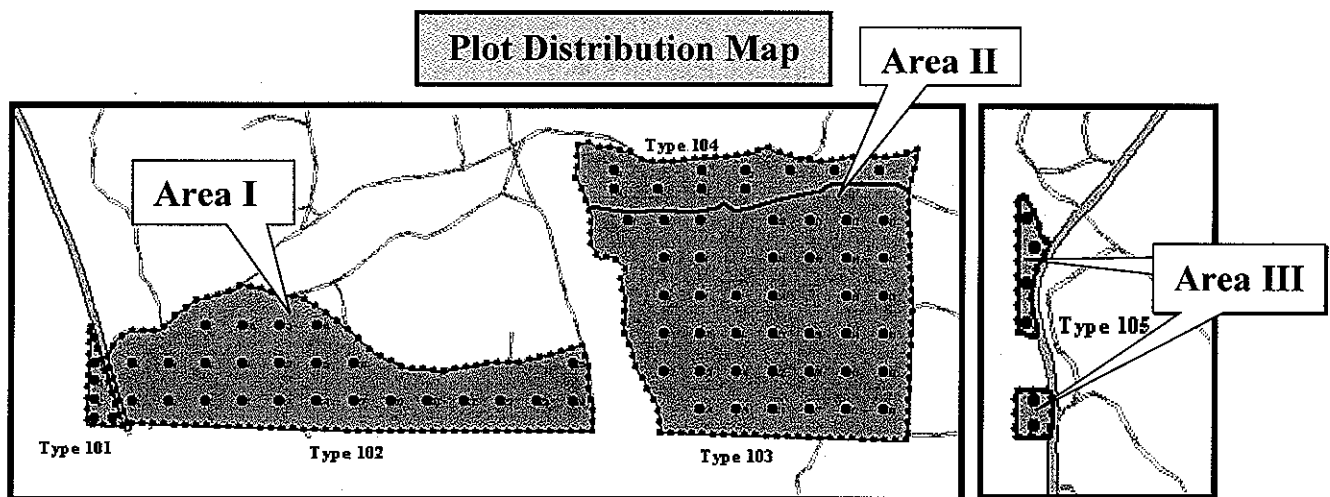 Plot Distribution Map
Area II
Type 104
Area I
Area III
Type 105
Type 101
Type 102
Type 103